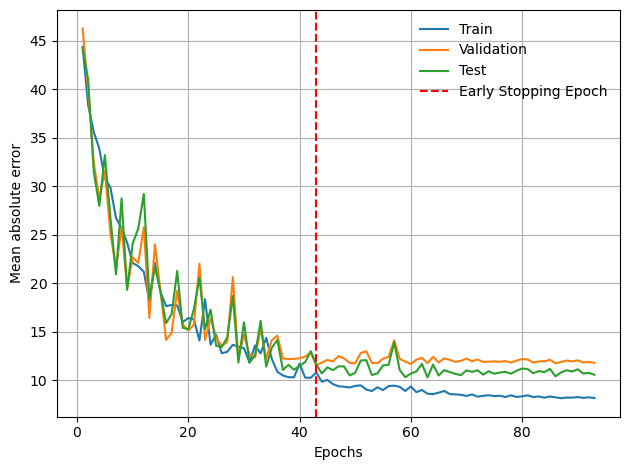 45
40
35
30
25
20
15
10
Mean absolute error
Train
Validation
Test
Early Stopping Epoch
0
20
40
60
80
Epochs